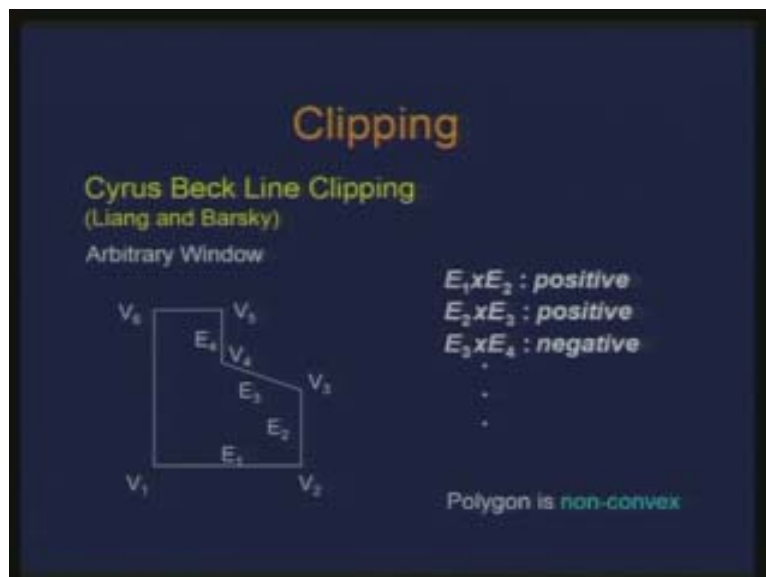 Clipping
Cyrus Beck Line Clipping
(Liang and Barsky)
Arbitrary Window
E₁xE₂ : positive
E₂xE₃ : positive
E₃xE₄ : negative
.
.
.
V₆ V₅
E₄ V₄
E₃ V₃
E₂
E₁
V₁ V₂
Polygon is non-convex